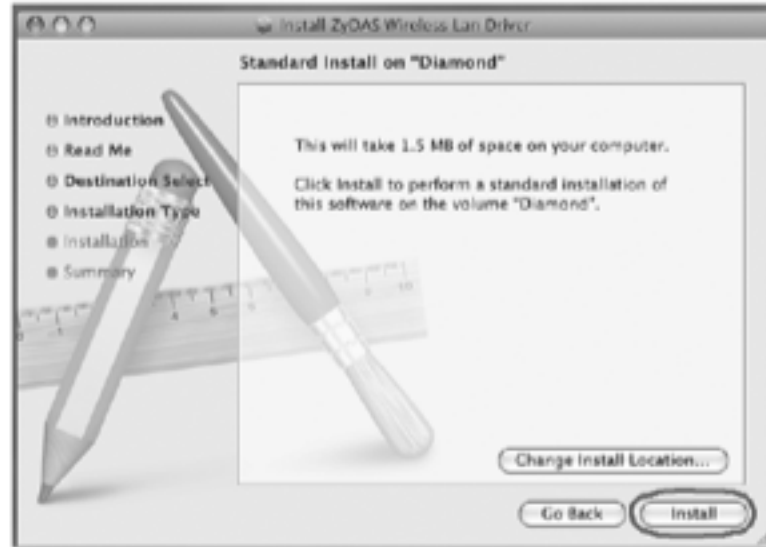 Install ZyDAS Wireless Lan Driver
Standard Install on "Diamond"
Introduction
Read Me
Destination Select
Installation Type
Installation
Summary
This will take 1.5 MB of space on your computer.
Click Install to perform a standard installation of
this software on the volume "Diamond".
Change Install Location...
Go Back
Install